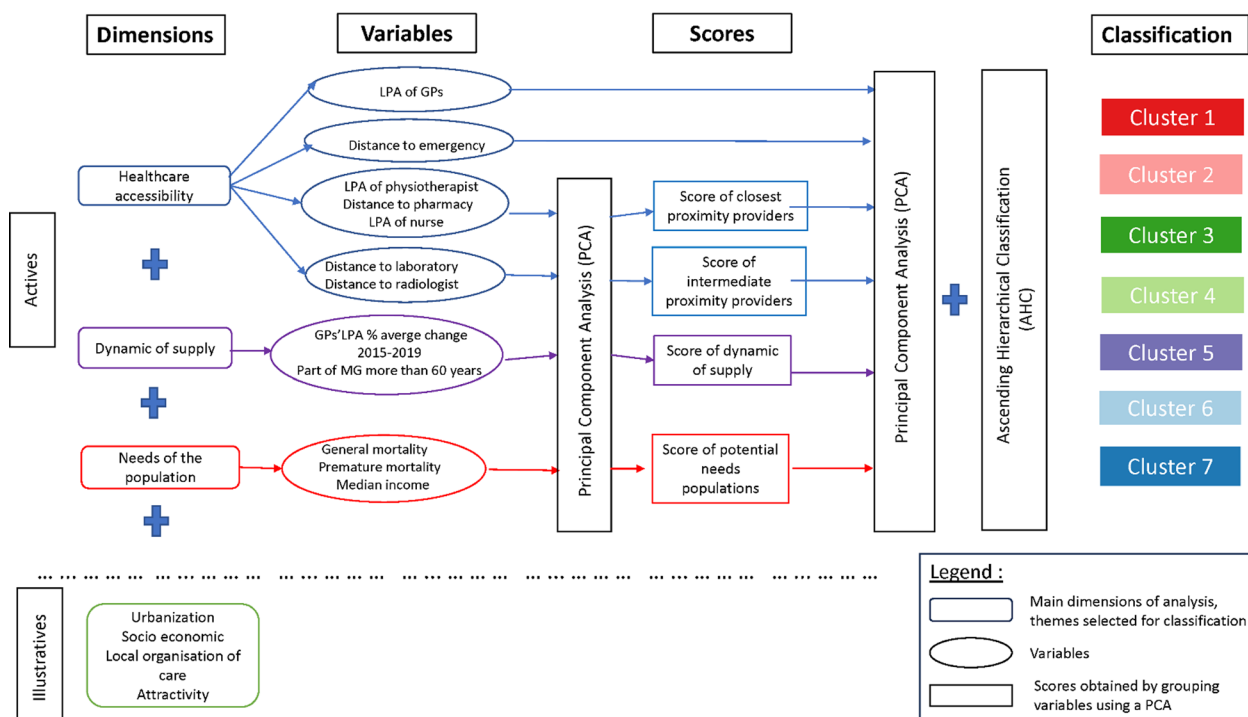 Dimensions
Variables
Scores
Classification
Actives
Healthcare
accessibility
Dynamic of supply
Needs of the
population
LPA of GPs
Distance to emergency
LPA of physiotherapist
Distance to pharmacy
LPA of nurse
Distance to laboratory
Distance to radiologist
GPs'LPA % averge change
2015-2019
Part of MG more than 60 years
General mortality
Premature mortality
Median income
Principal Component Analysis (PCA)
Score of closest
proximity providers
Score of
intermediate
proximity providers
Score of dynamic
of supply
Score of potential
needs
populations
Principal Component Analysis (PCA)
Ascending Hierarchical Classification
(AHC)
Cluster 1
Cluster 2
Cluster 3
Cluster 4
Cluster 5
Cluster 6
Cluster 7
Illustratives
Urbanization
Socio economic
Local organisation of
care
Attractivity
Legend :
Main dimensions of analysis,
themes selected for classification
Variables
Scores obtained by grouping
variables using a PCA